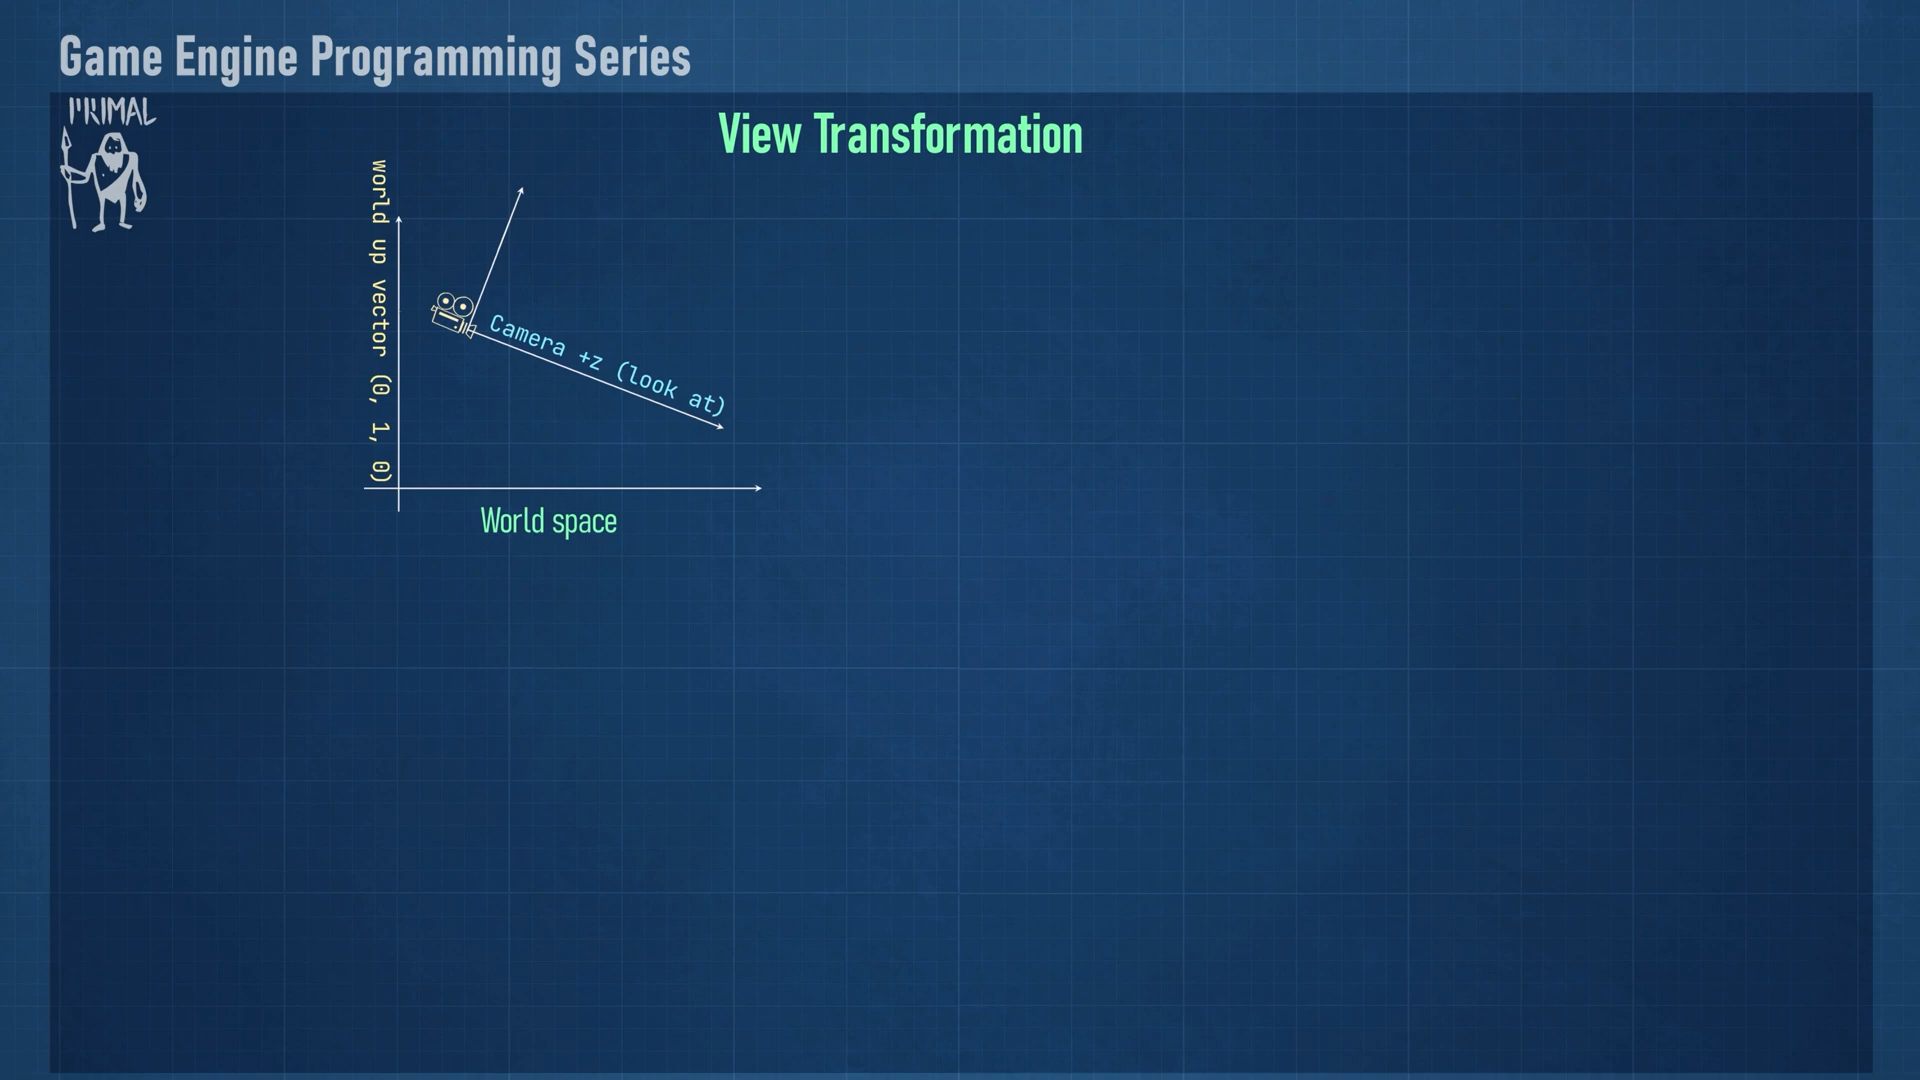 Game Engine Programming Series
PRIMAL
View Transformation
world up vector (0, 1, 0)
Camera +z (look at)
World space